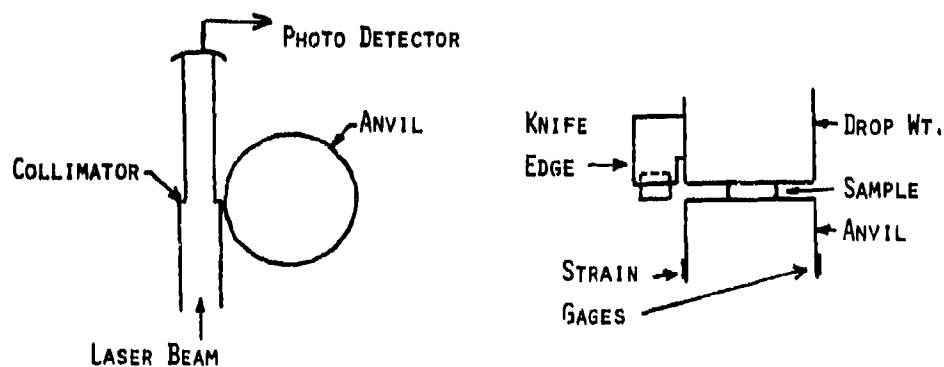 PHOTO DETECTOR
ANVIL
COLLIMATOR
LASER BEAM
KNIFE
EDGE
DROP WT.
SAMPLE
ANVIL
STRAIN
GAGES